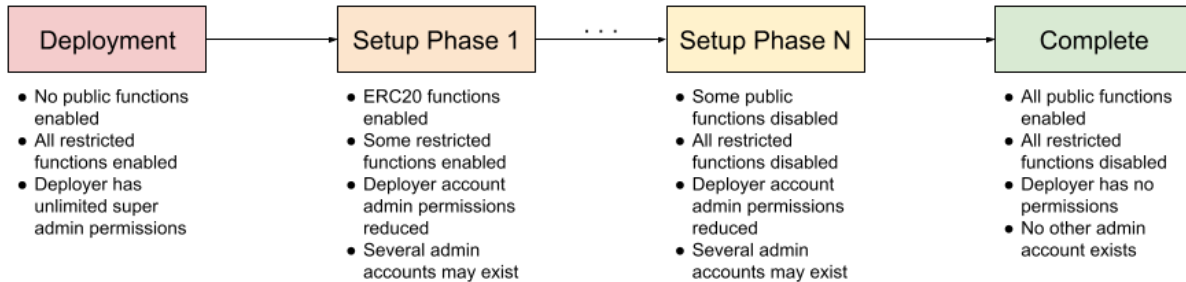 Deployment
Setup Phase 1
. . .
Setup Phase N
Complete
● No public functions
enabled
● All restricted
functions enabled
● Deployer has
unlimited super
admin permissions
● ERC20 functions
enabled
● Some restricted
functions enabled
● Deployer account
admin permissions
reduced
● Several admin
accounts may exist
● Some public
functions disabled
● All restricted
functions disabled
● Deployer account
admin permissions
reduced
● Several admin
accounts may exist
● All public functions
enabled
● All restricted
functions disabled
● Deployer has no
permissions
● No other admin
account exists